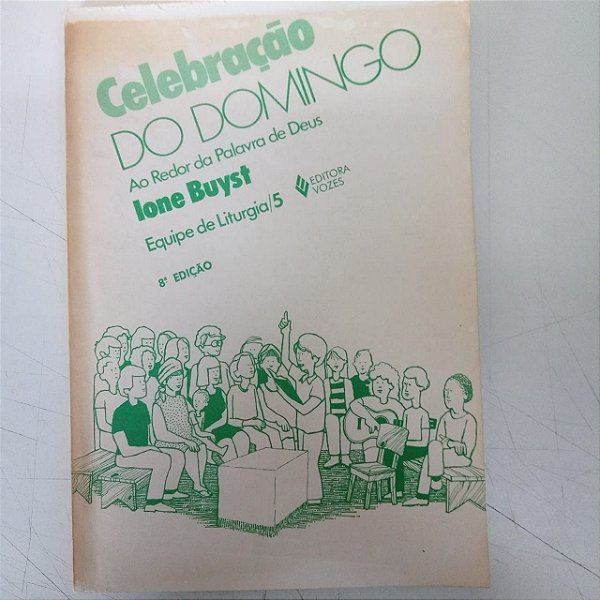 Celebração
DO DOMINGO
Ao Redor da Palavra de Deus
Ione Buyst
Equipe de Liturgia/5
EDITORA
VOZES
8ª EDIÇÃO